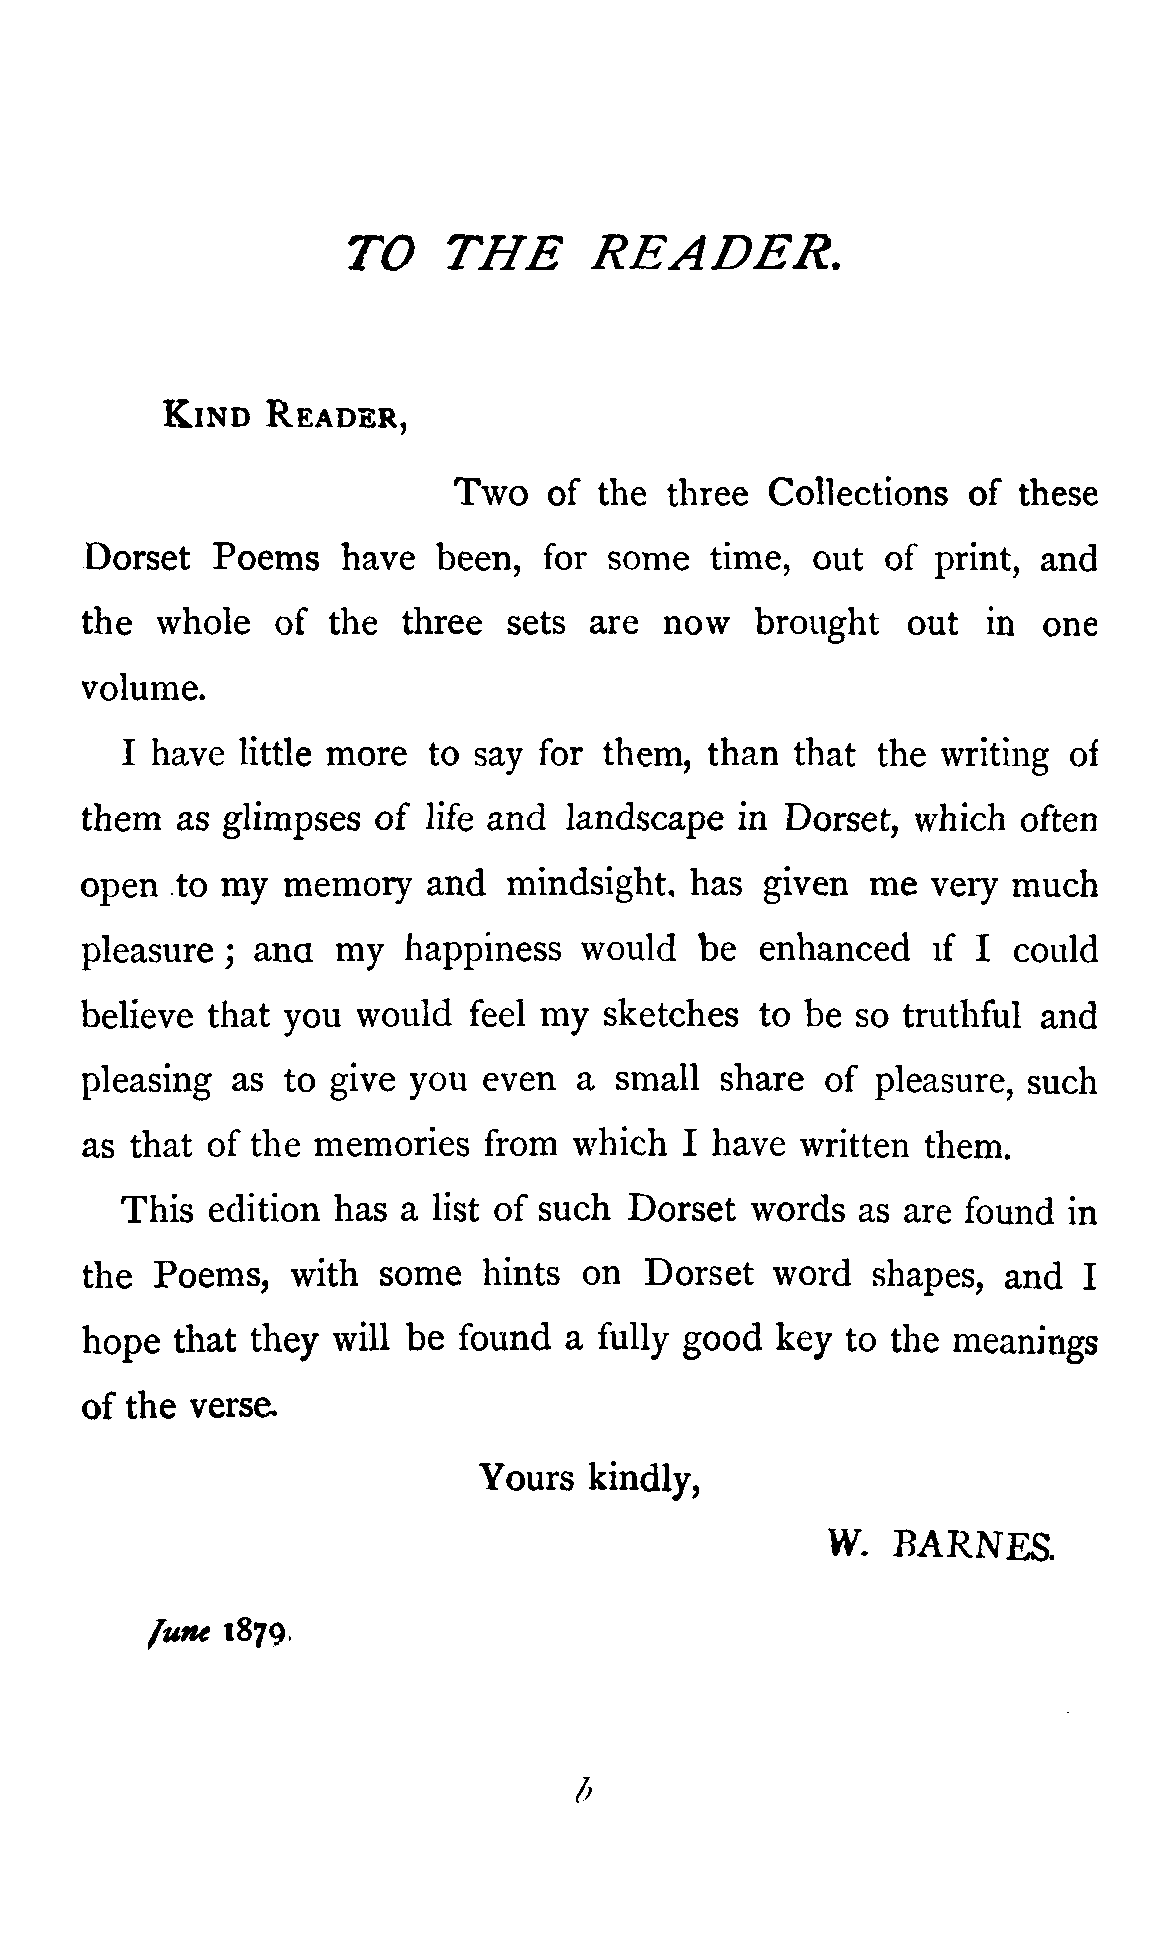 TO THE READER.
KIND READER,
Two of the three Collections of these
Dorset Poems have been, for some time, out of print, and
the whole of the three sets are now brought out in one
volume.
I have little more to say for them, than that the writing of
them as glimpses of life and landscape in Dorset, which often
open to my memory and mindsight, has given me very much
pleasure ; and my happiness would be enhanced if I could
believe that you would feel my sketches to be so truthful and
pleasing as to give you even a small share of pleasure, such
as that of the memories from which I have written them.
This edition has a list of such Dorset words as are found in
the Poems, with some hints on Dorset word shapes, and I
hope that they will be found a fully good key to the meanings
of the verse.
Yours kindly,
W. BARNES.
June 1879.
b